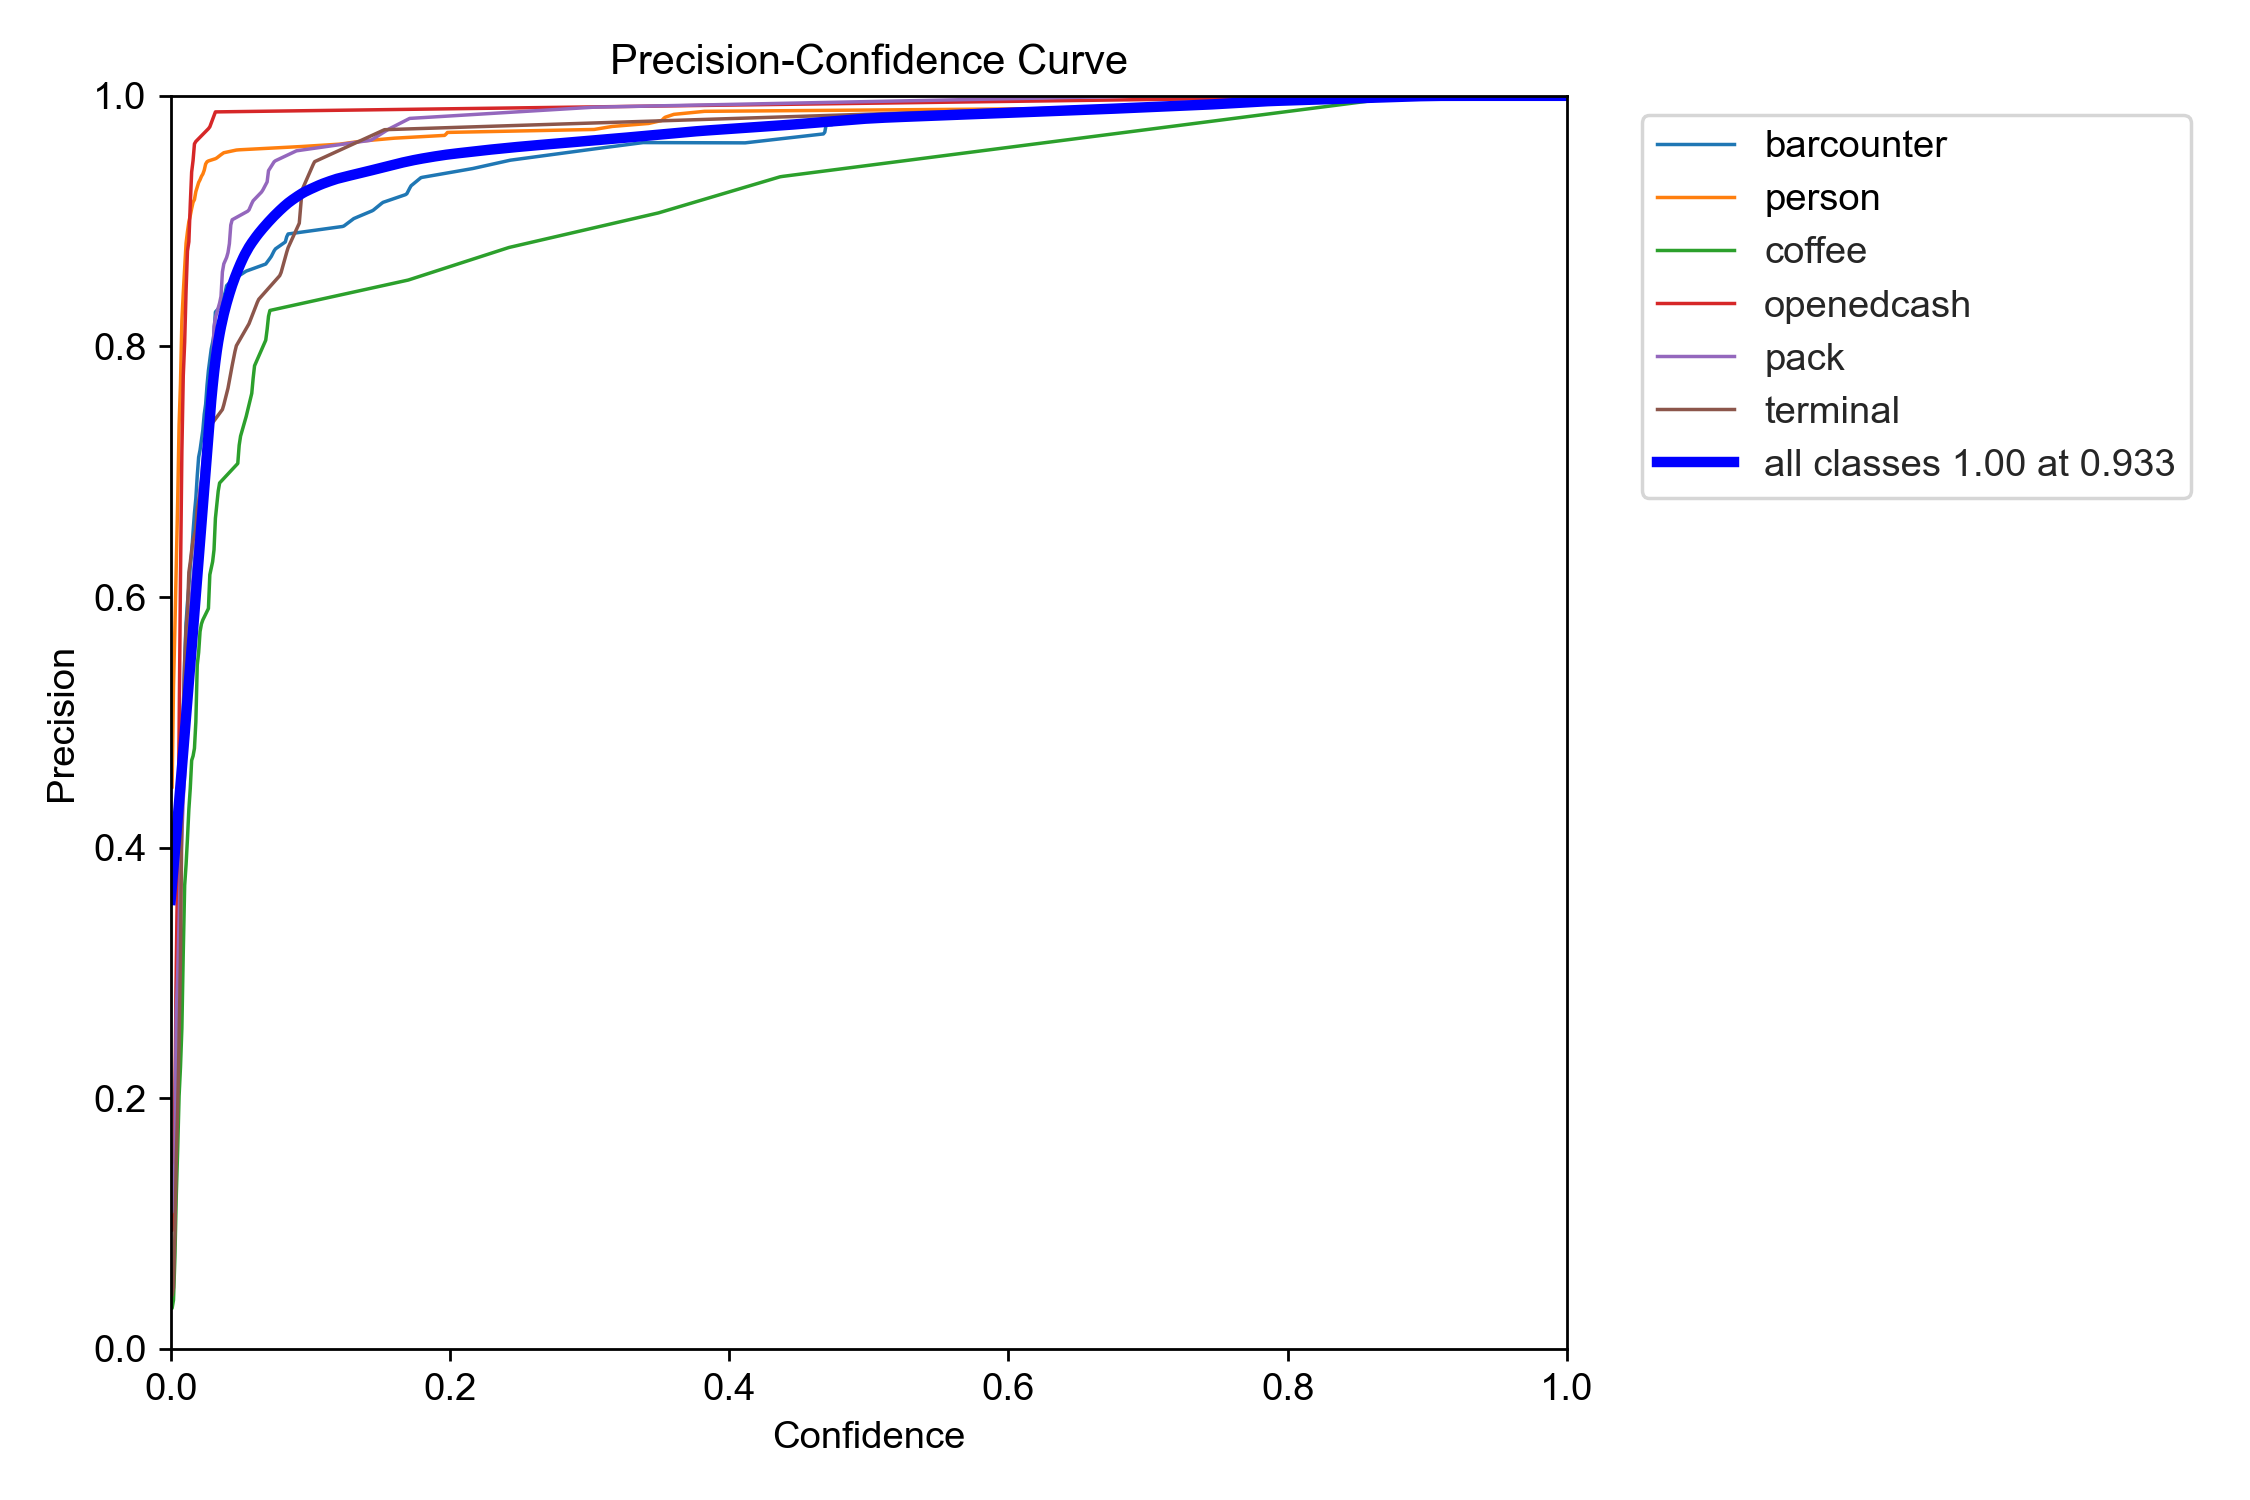 Precision-Confidence Curve
1.0
0.8
0.6
0.4
0.2
0.0
Precision
0.0 0.2 0.4 0.6 0.8 1.0
Confidence
barcounter
person
coffee
openedcash
pack
terminal
all classes 1.00 at 0.933